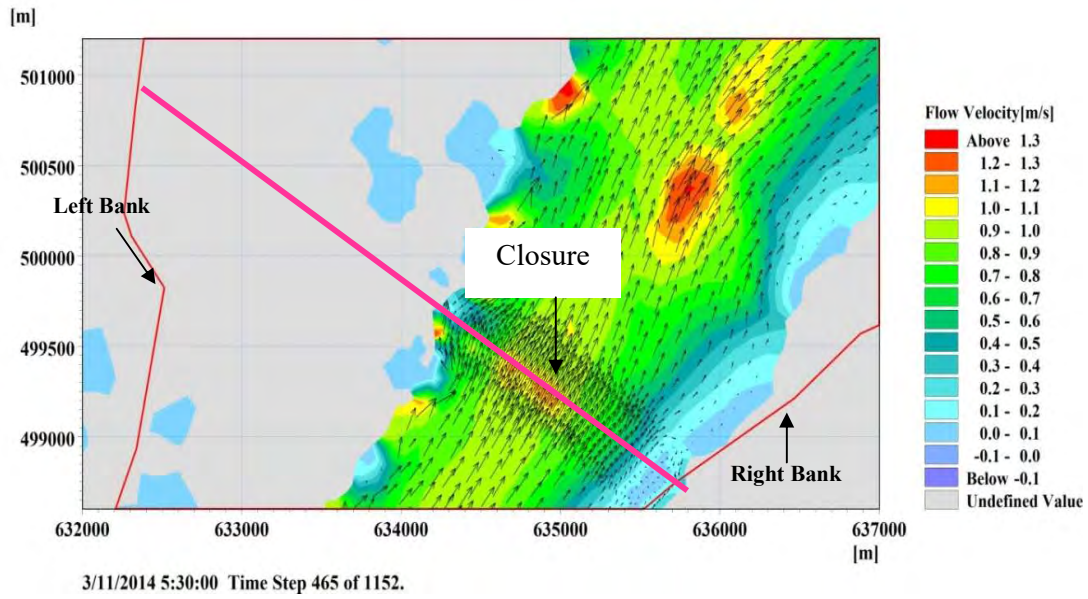 [m]
501000
500500
500000
499500
499000
632000 633000 634000 635000 636000 637000
[m]
Left Bank
Closure
Right Bank
Flow Velocity[m/s]
Above 1.3
1.2 - 1.3
1.1 - 1.2
1.0 - 1.1
0.9 - 1.0
0.8 - 0.9
0.7 - 0.8
0.6 - 0.7
0.5 - 0.6
0.4 - 0.5
0.3 - 0.4
0.2 - 0.3
0.1 - 0.2
0.0 - 0.1
-0.1 - 0.0
Below -0.1
Undefined Value
3/11/2014 5:30:00 Time Step 465 of 1152.